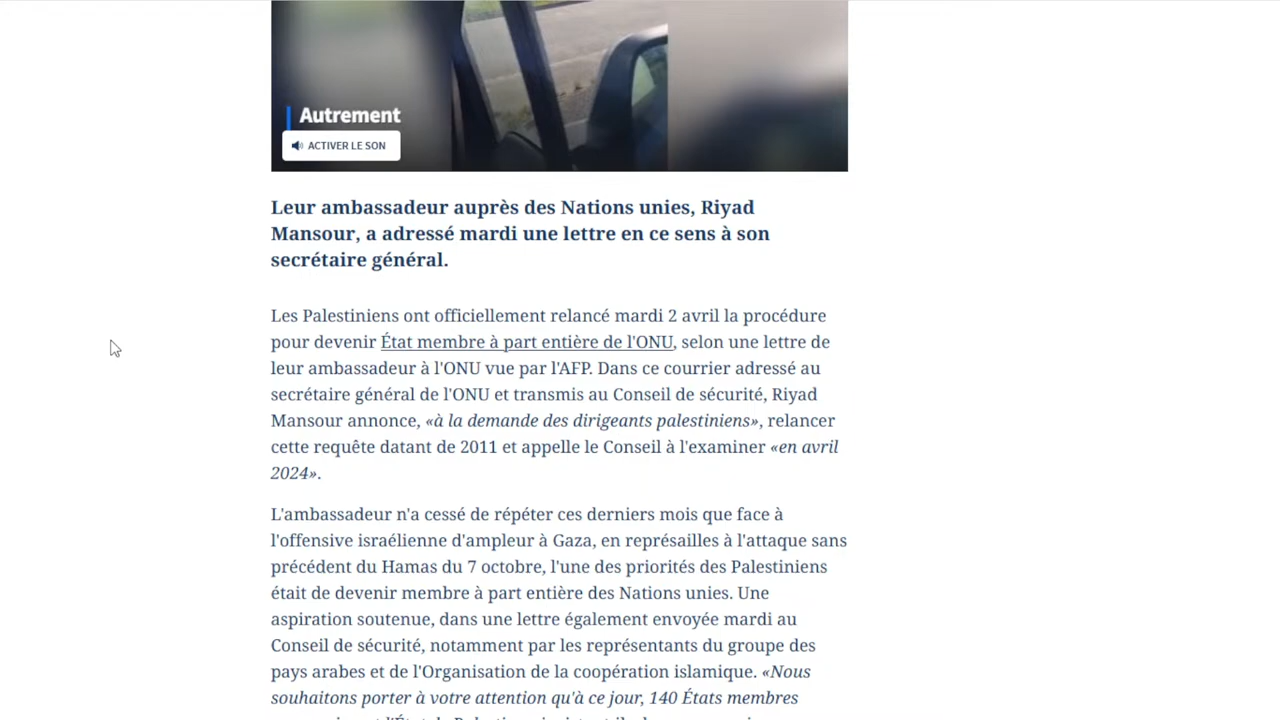 Autrement
ACTIVER LE SON
Leur ambassadeur auprès des Nations unies, Riyad
Mansour, a adressé mardi une lettre en ce sens à son
secrétaire général.
Les Palestiniens ont officiellement relancé mardi 2 avril la procédure
pour devenir État membre à part entière de l'ONU, selon une lettre de
leur ambassadeur à l'ONU vue par l'AFP. Dans ce courrier adressé au
secrétaire général de l'ONU et transmis au Conseil de sécurité, Riyad
Mansour annonce, «à la demande des dirigeants palestiniens», relancer
cette requête datant de 2011 et appelle le Conseil à l'examiner «en avril
2024».
L'ambassadeur n'a cessé de répéter ces derniers mois que face à
l'offensive israélienne d'ampleur à Gaza, en représailles à l'attaque sans
précédent du Hamas du 7 octobre, l'une des priorités des Palestiniens
était de devenir membre à part entière des Nations unies. Une
aspiration soutenue, dans une lettre également envoyée mardi au
Conseil de sécurité, notamment par les représentants du groupe des
pays arabes et de l'Organisation de la coopération islamique. «Nous
souhaitons porter à votre attention qu'à ce jour, 140 États membres